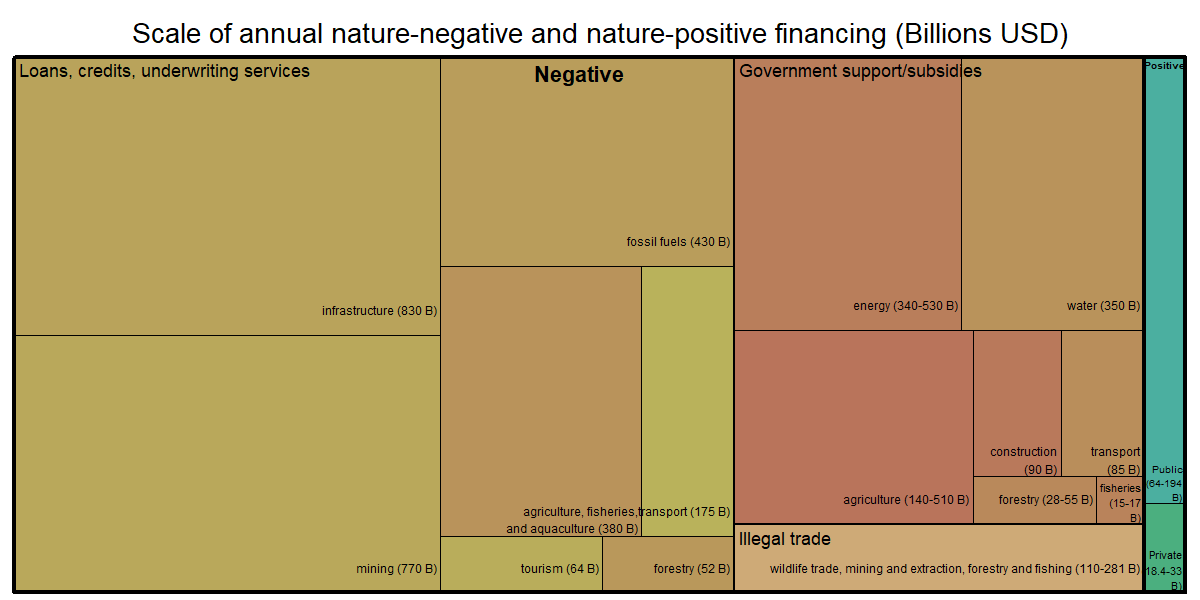 Scale of annual nature-negative and nature-positive financing (Billions USD)
Loans, credits, underwriting services
Negative
Government support/subsidies
Positive
infrastructure (830 B)
mining (770 B)
fossil fuels (430 B)
agriculture, fisheries,
and aquaculture (380 B)
transport (175 B)
tourism (64 B)
forestry (52 B)
energy (340-530 B)
water (350 B)
agriculture (140-510 B)
construction
(90 B)
transport
(85 B)
forestry (28-55 B)
fisheries
(15-17
B)
Illegal trade
wildlife trade, mining and extraction, forestry and fishing (110-281 B)
Public
(64-194
B)
Private
18.4-33
B)